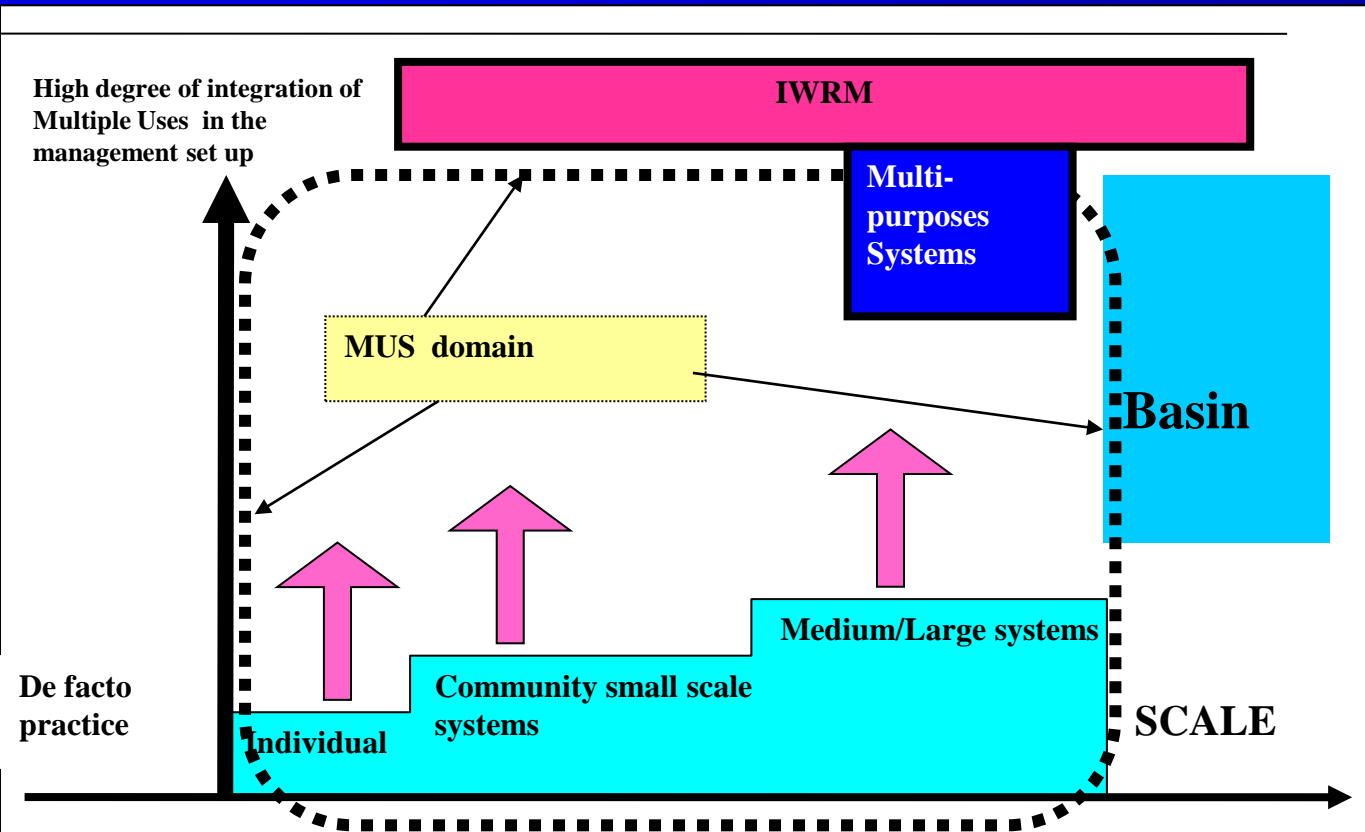 High degree of integration of
Multiple Uses in the
management set up
IWRM
Multi-
purposes
Systems
MUS domain
Basin
Medium/Large systems
De facto
practice
Community small scale
systems
Individual
SCALE